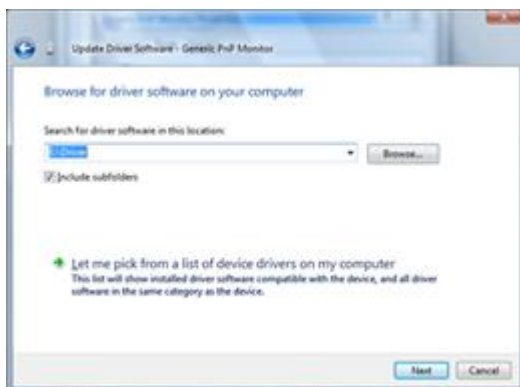 Update Driver Software - Generic PnP Monitor
Browse for driver software on your computer
Search for driver software in this location:
Browse...
Include subfolders
Let me pick from a list of device drivers on my computer
This list will show installed driver software compatible with the device, and all driver
software in the same category as the device.
Next Cancel